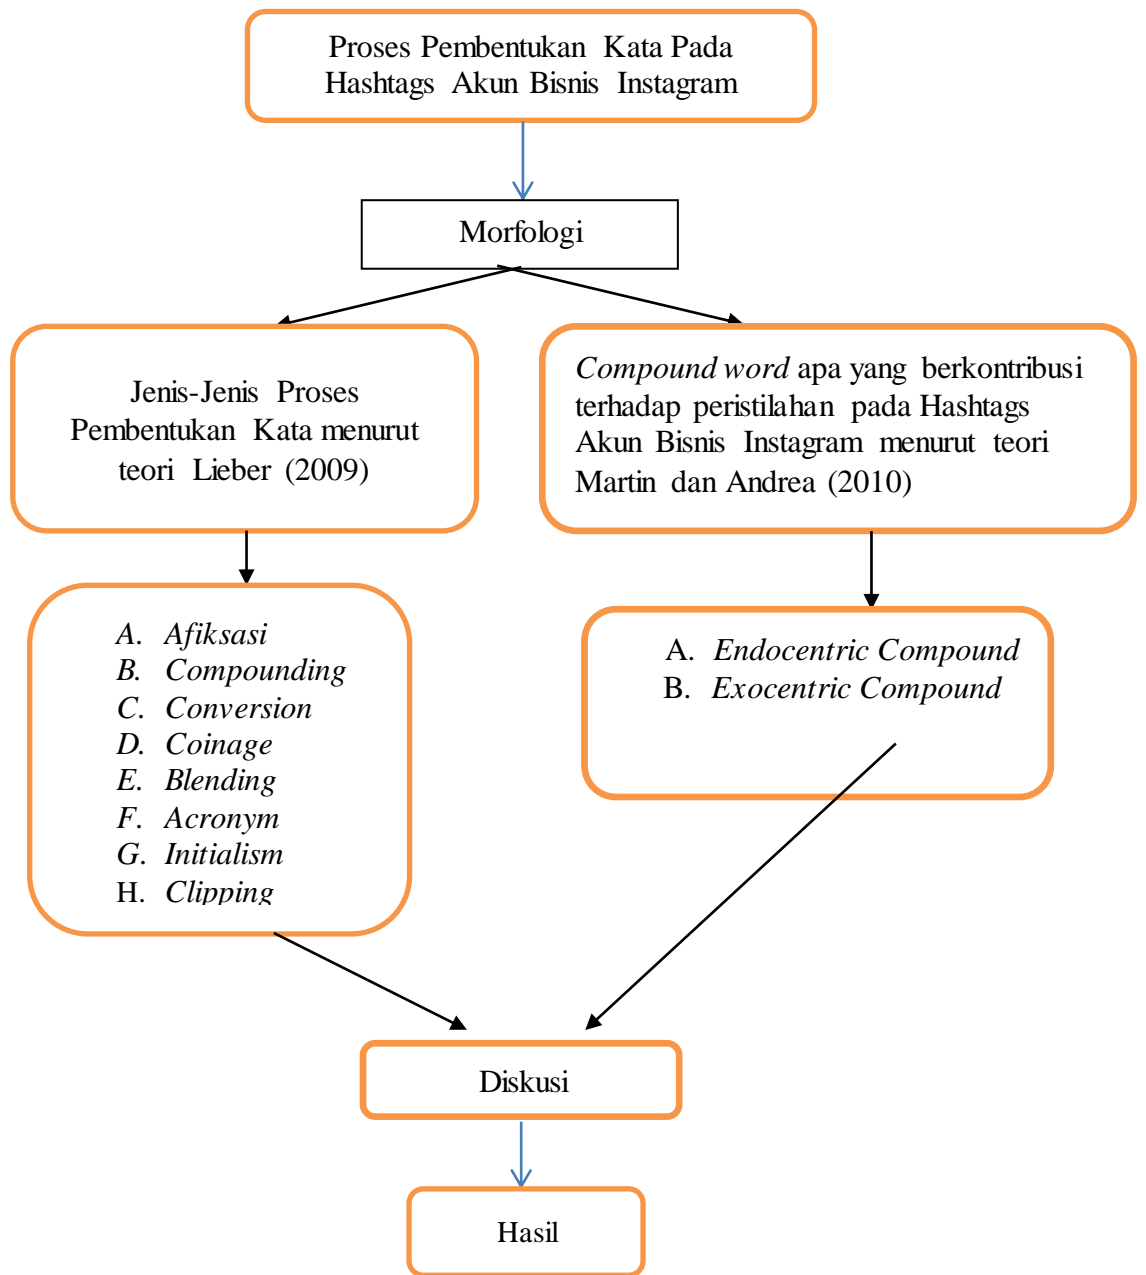 Proses Pembentukan Kata Pada
Hashtags Akun Bisnis Instagram
Morfologi
Jenis-Jenis Proses
Pembentukan Kata menurut
teori Lieber (2009)
Compound word apa yang berkontribusi
terhadap peristilahan pada Hashtags
Akun Bisnis Instagram menurut teori
Martin dan Andrea (2010)
A. Afiksasi
B. Compounding
C. Conversion
D. Coinage
E. Blending
F. Acronym
G. Initialism
H. Clipping
A. Endocentric Compound
B. Exocentric Compound
Diskusi
Hasil